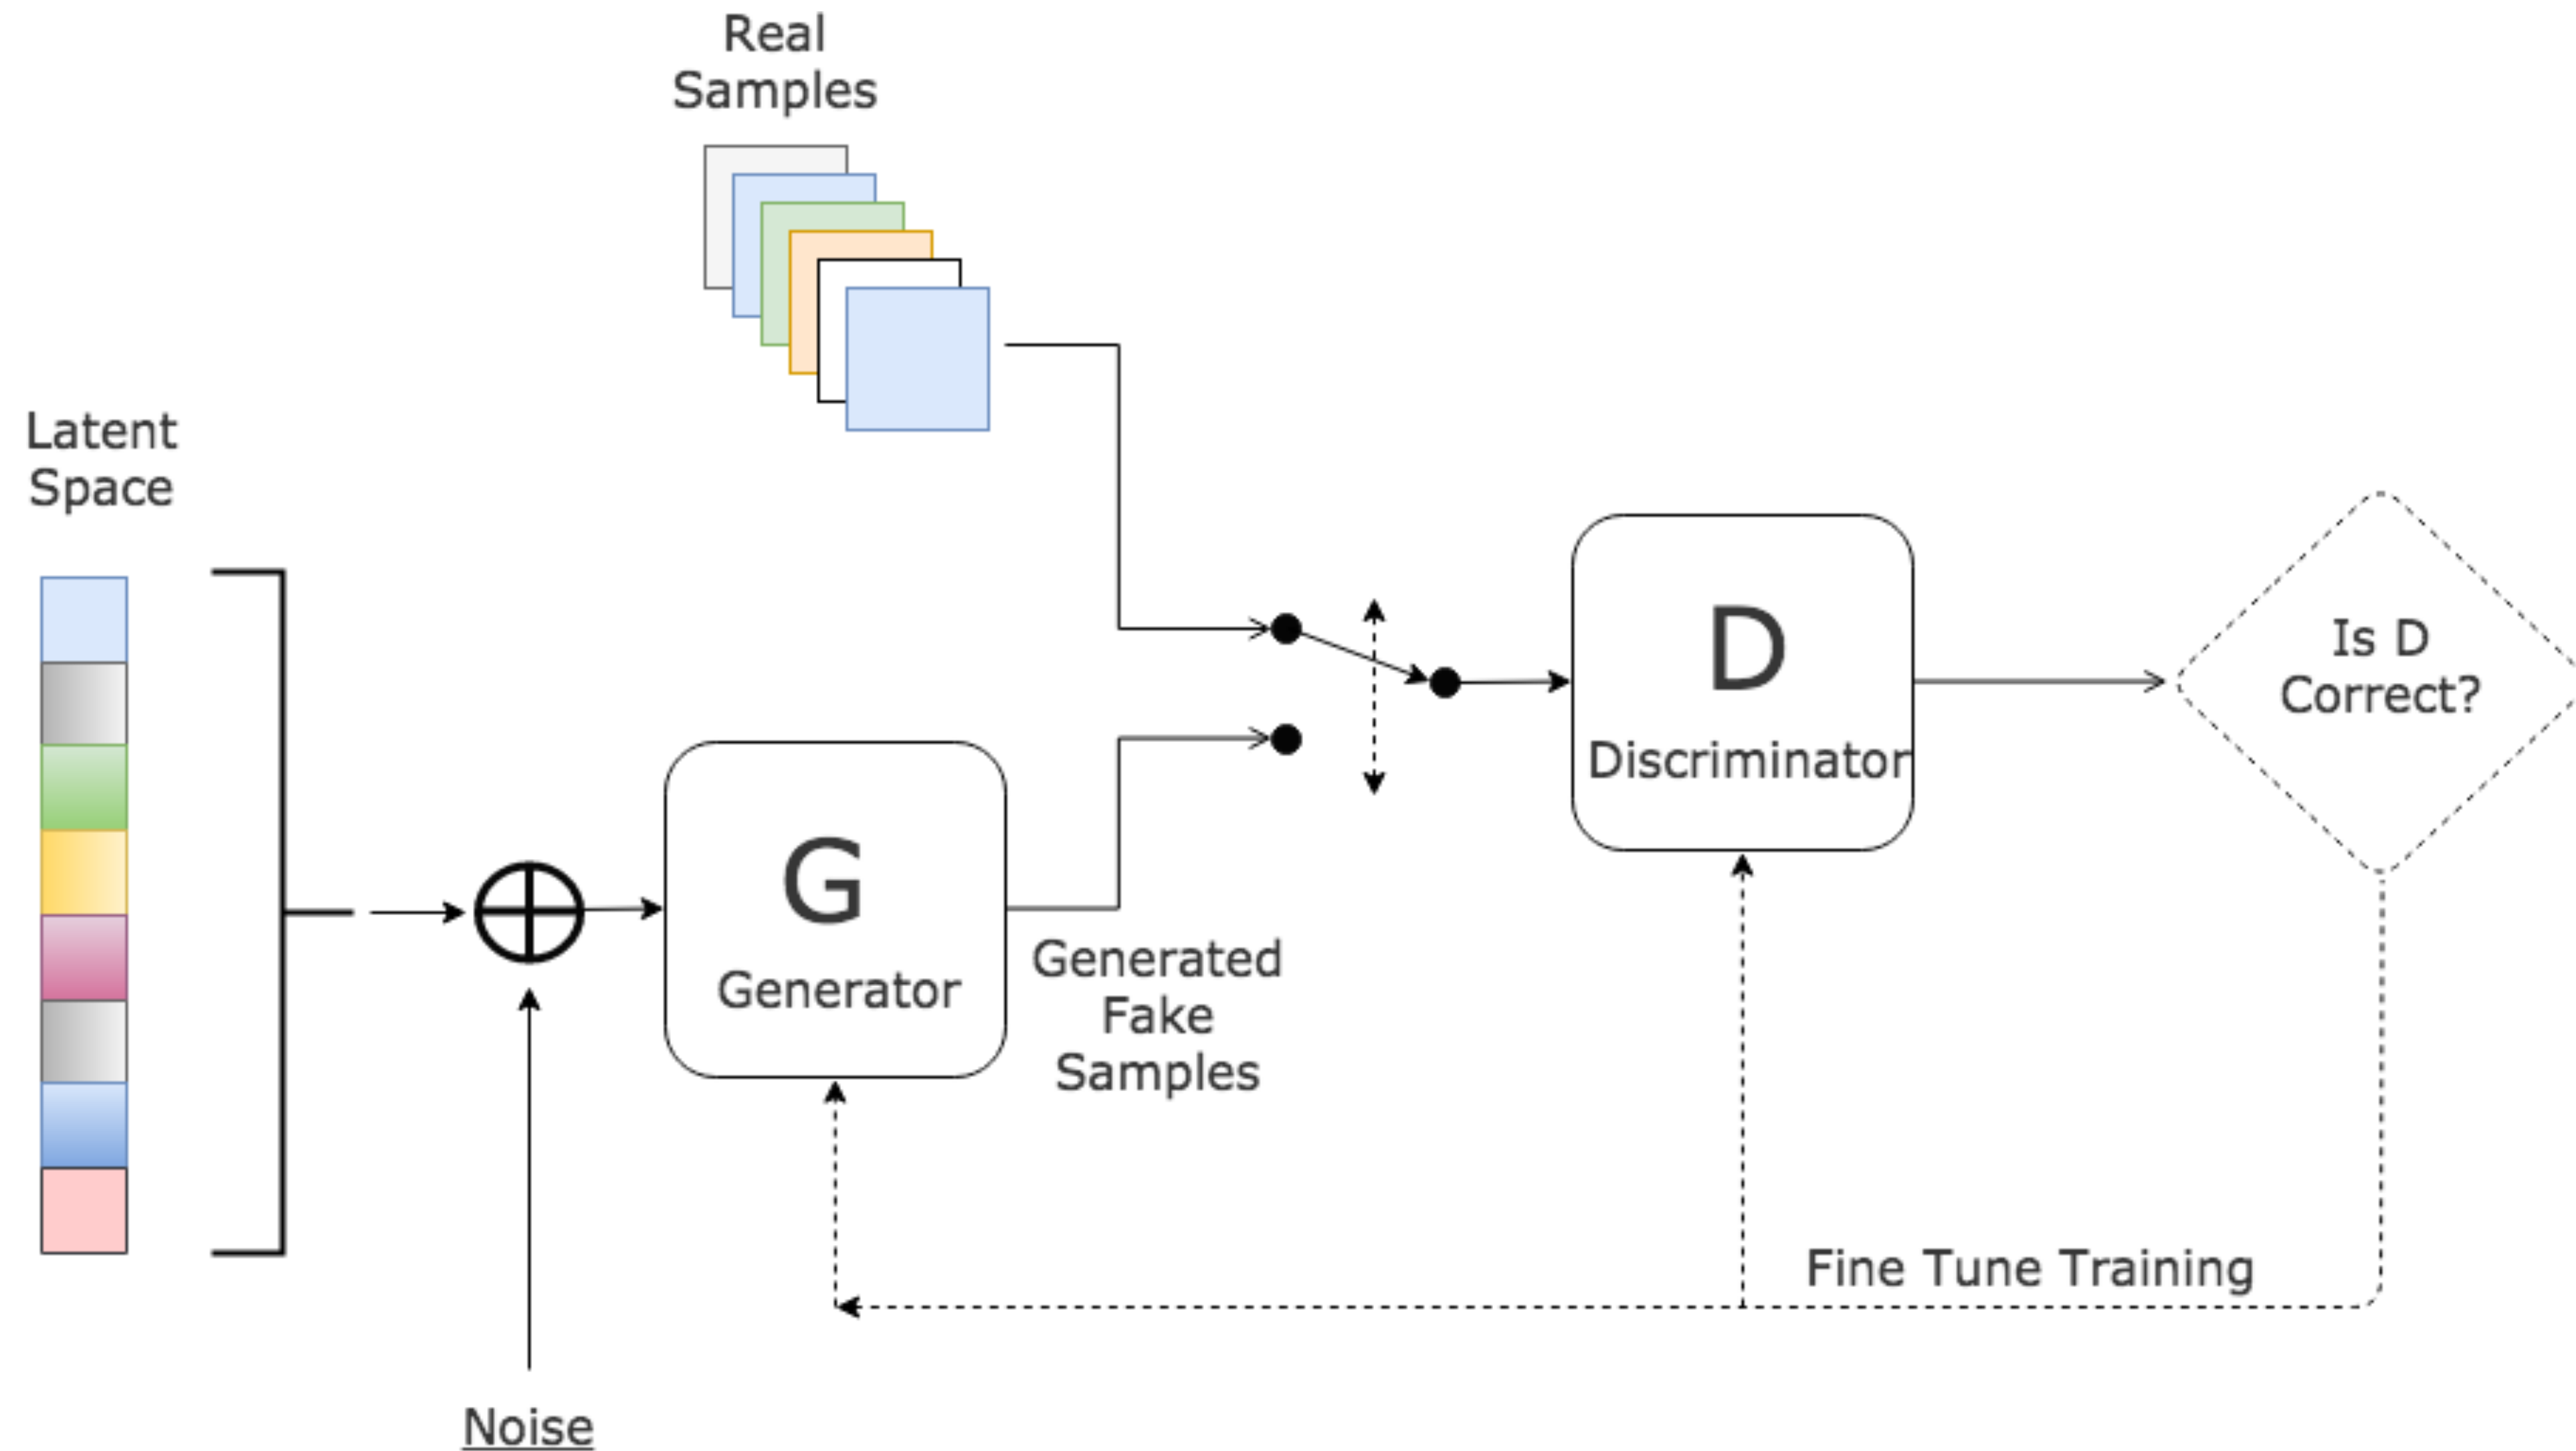 Real
Samples
Latent
Space
D
Discriminator
Is D
Correct?
G
Generator
Generated
Fake
Samples
Fine Tune Training
Noise